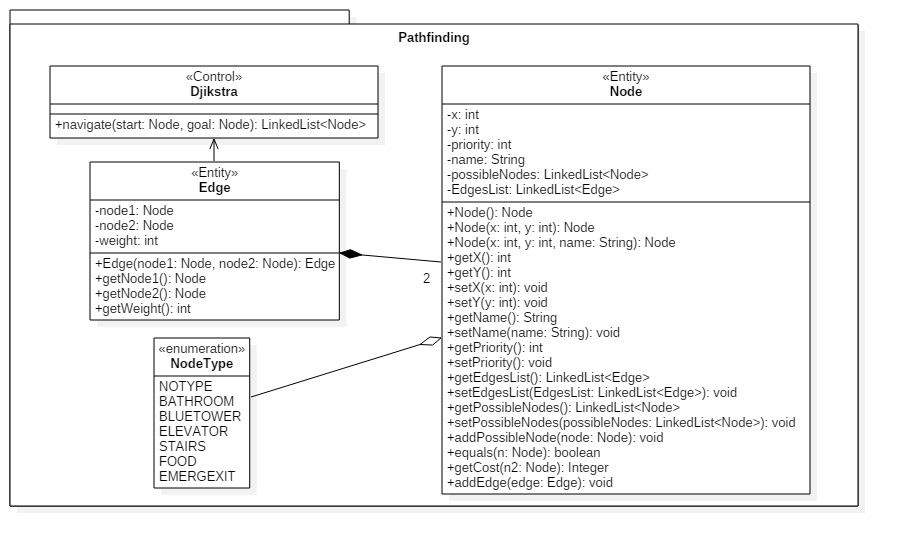 Pathfinding
«Control»
Djikstra
+navigate(start: Node, goal: Node): LinkedList<Node>
«Entity»
Edge
-node1: Node
-node2: Node
-weight: int
+Edge(node1: Node, node2: Node): Edge
+getNode1(): Node
+getNode2(): Node
+getWeight(): int
2
«enumeration»
NodeType
NOTYPE
BATHROOM
BLUETOWER
ELEVATOR
STAIRS
FOOD
EMERGEXIT
«Entity»
Node
-x: int
-y: int
-priority: int
-name: String
-possibleNodes: LinkedList<Node>
-EdgesList: LinkedList<Edge>
+Node(): Node
+Node(x: int, y: int): Node
+Node(x: int, y: int, name: String): Node
+getX(): int
+getY(): int
+setX(x: int): void
+setY(y: int): void
+getName(): String
+setName(name: String): void
+getPriority(): int
+setPriority(): void
+getEdgesList(): LinkedList<Edge>
+setEdgesList(EdgesList: LinkedList<Edge>): void
+getPossibleNodes(): LinkedList<Node>
+setPossibleNodes(possibleNodes: LinkedList<Node>): void
+addPossibleNode(node: Node): void
+equals(n: Node): boolean
+getCost(n2: Node): Integer
+addEdge(edge: Edge): void